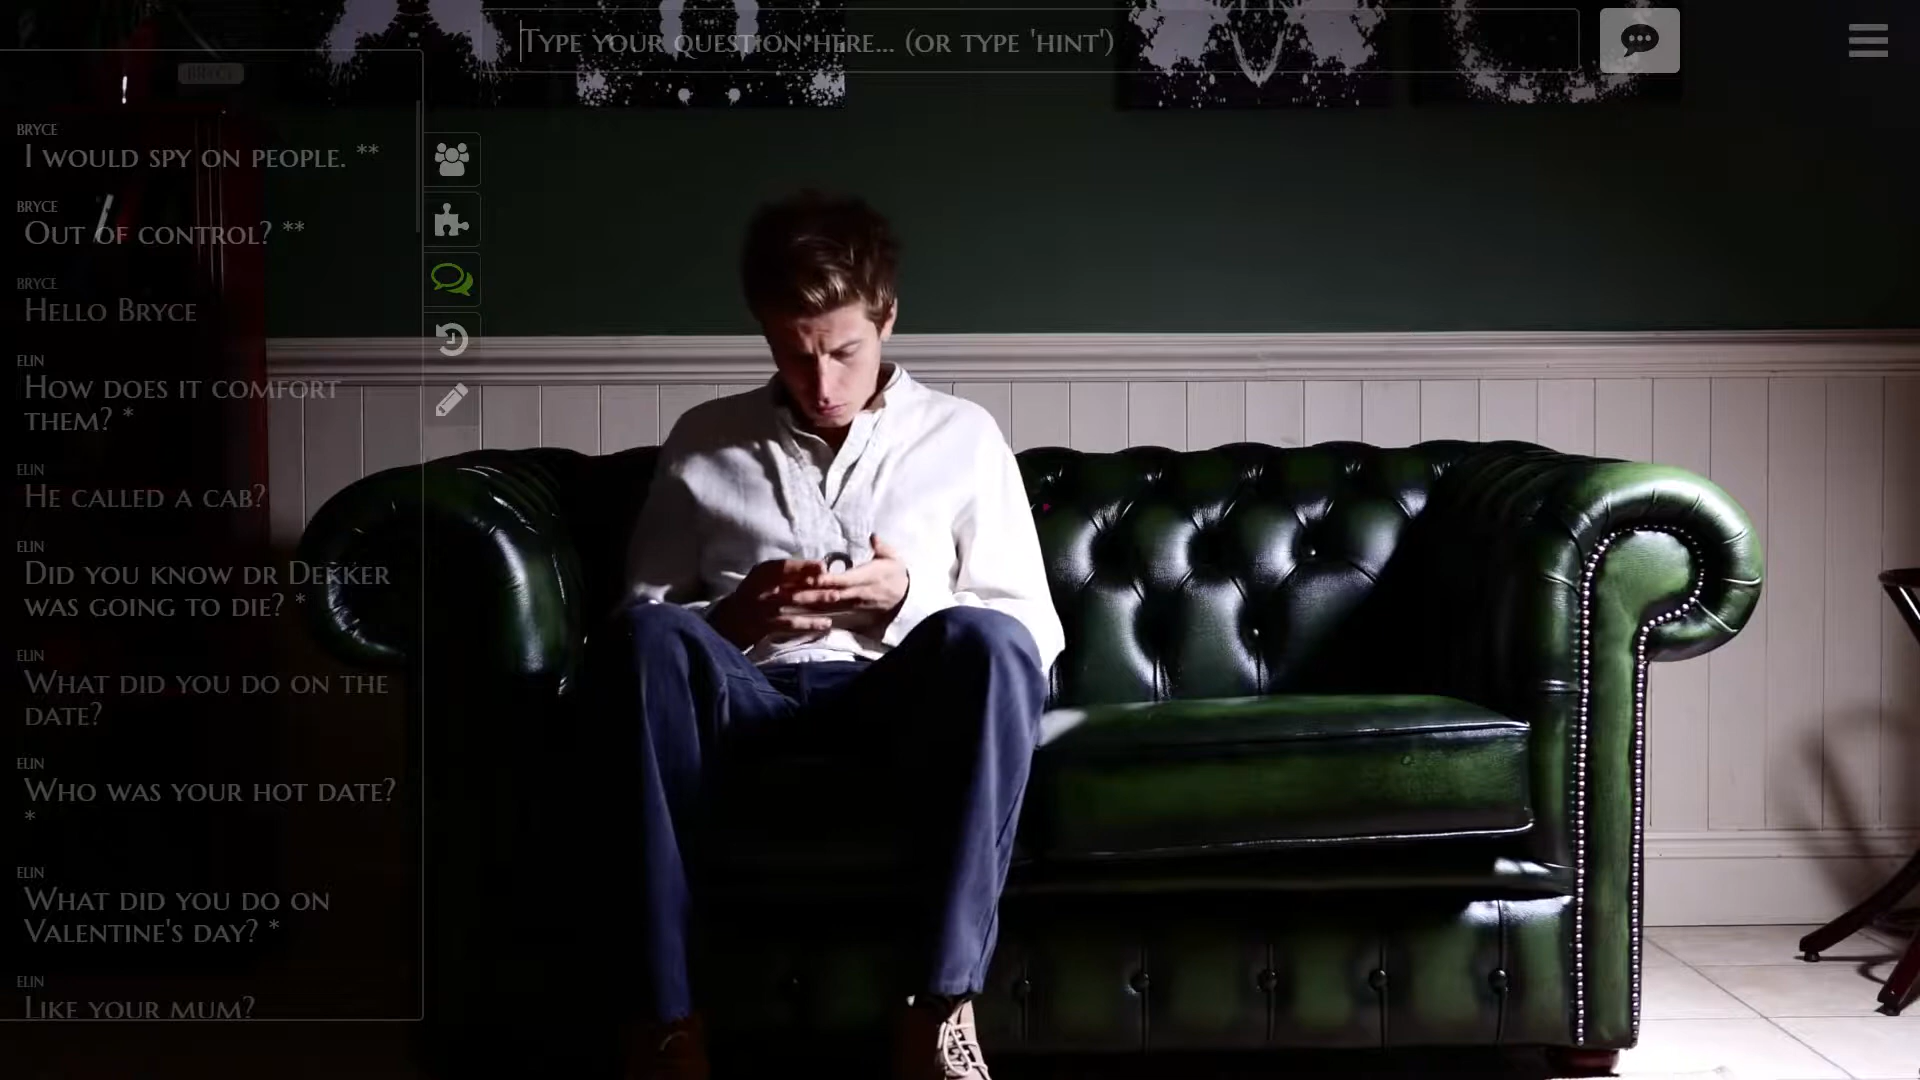 Type your question here... (or type 'hint')
BRYCE
BRYCE
I would spy on people. **
BRYCE
Out of control? **
BRYCE
Hello Bryce
ELIN
How does it comfort
them? *
ELIN
He called a cab?
ELIN
Did you know dr Dekker
was going to die? *
ELIN
What did you do on the
date?
ELIN
Who was your hot date?
*
ELIN
What did you do on
Valentine's day? *
ELIN
Like your mum?